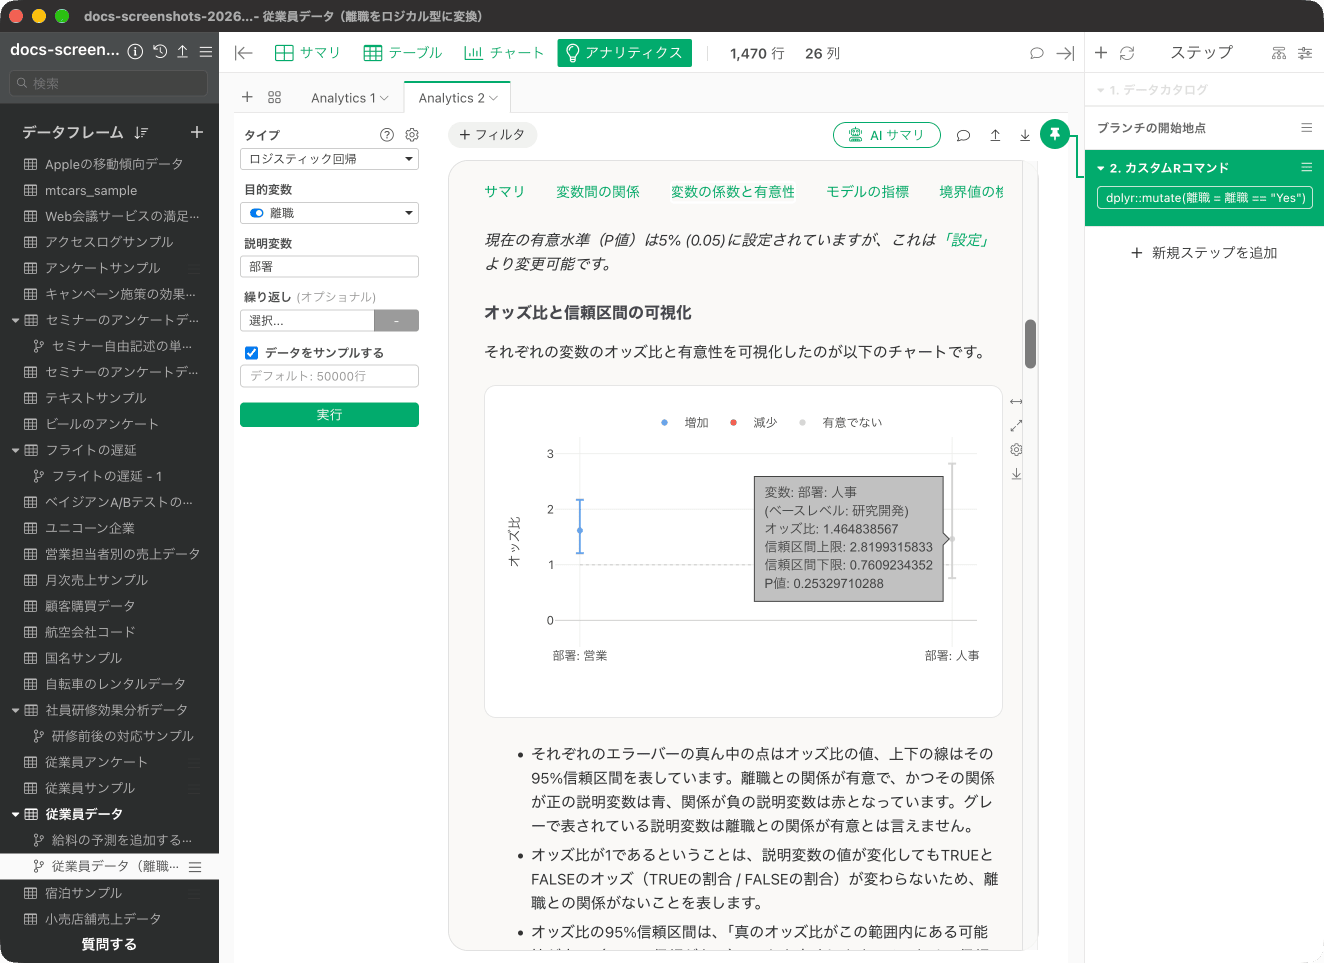 docs-screenshots-2026...- 従業員データ（離職をロジカル型に変換）
docs-screen...
検索
データフレーム
Appleの移動傾向データ
mtcars_sample
Web会議サービスの満足…
アクセスログサンプル
アンケートサンプル
キャンペーン施策の効果…
セミナーのアンケートデ…
セミナー自由記述の単…
セミナーのアンケートデ…
テキストサンプル
ビールのアンケート
フライトの遅延
フライトの遅延 - 1
ベイジアンA/Bテストの…
ユニコーン企業
営業担当者別の売上データ
月次売上サンプル
顧客購買データ
航空会社コード
国名サンプル
自転車のレンタルデータ
社員研修効果分析データ
研修前後の対応サンプル
従業員アンケート
従業員サンプル
従業員データ
給料の予測を追加する…
従業員データ（離職…
宿泊サンプル
小売店舗売上データ
質問する
サマリ
テーブル
チャート
アナリティクス
1,470 行
26 列
Analytics 1
Analytics 2
タイプ
ロジスティック回帰
目的変数
離職
説明変数
部署
繰り返し (オプショナル)
選択...
-
データをサンプルする
デフォルト: 50000行
実行
+ フィルタ
AI サマリ
サマリ
変数間の関係
変数の係数と有意性
モデルの指標
境界値の検
現在の有意水準（P値）は5% (0.05)に設定されていますが、これは「設定」
より変更可能です。
オッズ比と信頼区間の可視化
それぞれの変数のオッズ比と有意性を可視化したのが以下のチャートです。
増加
減少
有意でない
3
2
1
0
オッズ比
変数: 部署: 人事
(ベースレベル: 研究開発)
オッズ比: 1.464838567
信頼区間上限: 2.8199315833
信頼区間下限: 0.7609234352
P値: 0.25329710288
部署: 営業
部署: 人事
• それぞれのエラーバーの真ん中の点はオッズ比の値、上下の線はその
95%信頼区間を表しています。離職との関係が有意で、かつその関係
が正の説明変数は青、関係が負の説明変数は赤となっています。グレ
ーで表されている説明変数は離職との関係が有意とは言えません。
• オッズ比が1であるということは、説明変数の値が変化してもTRUEと
FALSEのオッズ（TRUEの割合 / FALSEの割合）が変わらないため、離
職との関係がないことを表します。
• オッズ比の95%信頼区間は、「真のオッズ比がこの範囲内にある可能
ステップ
1. データカタログ
ブランチの開始地点
2. カスタムRコマンド
dplyr::mutate(離職 = 離職 == "Yes")
+ 新規ステップを追加